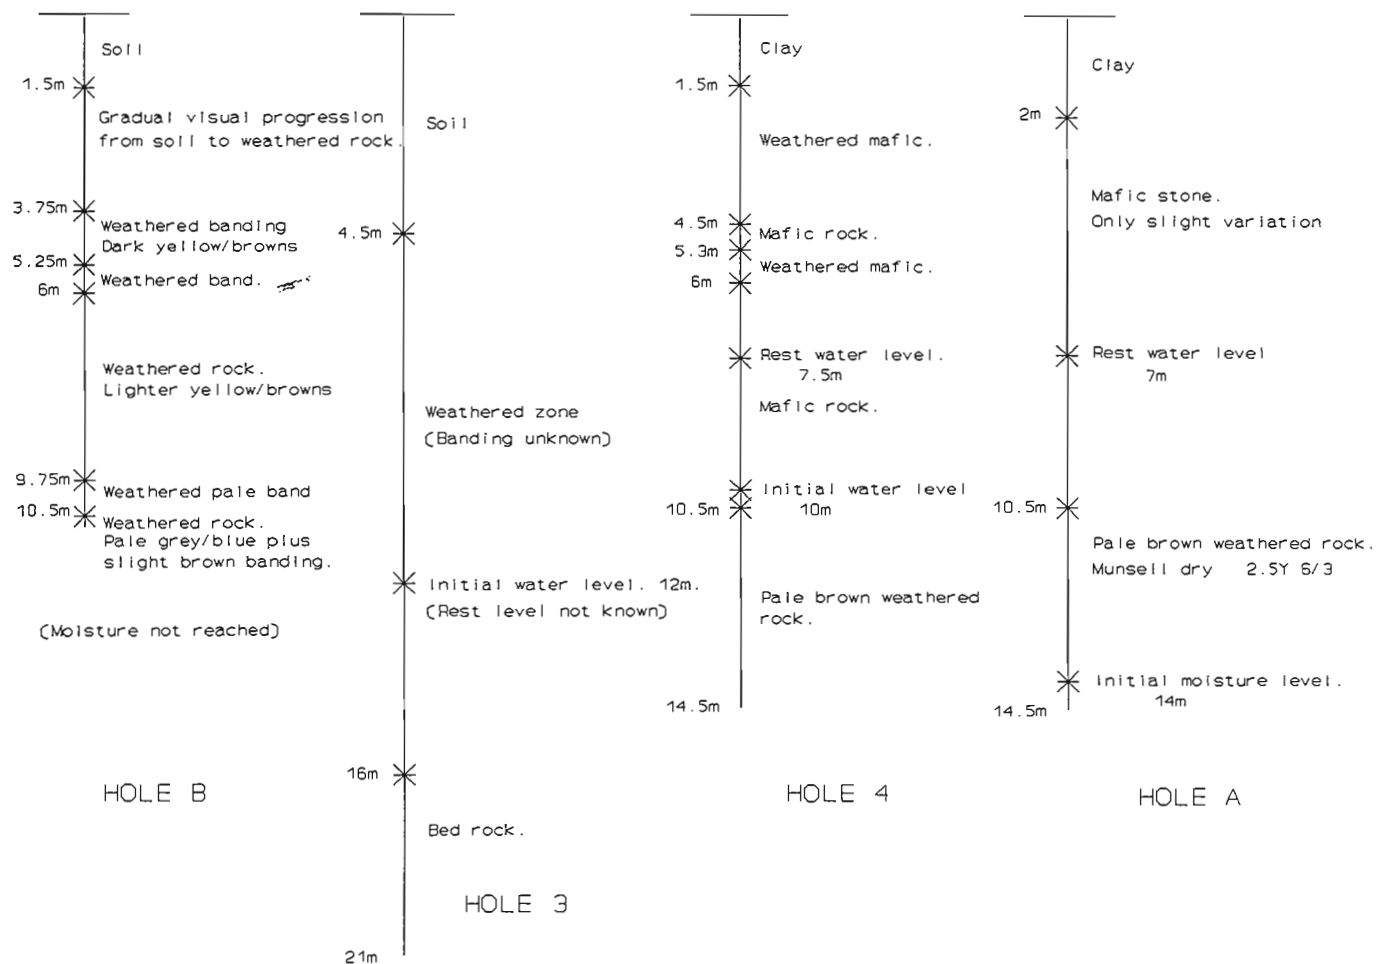 Soil
1.5m
Gradual visual progression
from soil to weathered rock.
3.75m
Weathered banding
Dark yellow/browns
5.25m
Weathered band.
6m
Weathered rock.
Lighter yellow/browns
9.75m
Weathered pale band
10.5m
Weathered rock.
Pale grey/blue plus
slight brown banding.
(Moisture not reached)
HOLE B
Soil
4.5m
Weathered zone
(Banding unknown)
Initial water level. 12m.
(Rest level not known)
16m
Bed rock.
HOLE 3
21m
Clay
1.5m
Weathered mafic.
4.5m
Mafic rock.
5.3m
Weathered mafic.
6m
Rest water level.
7.5m
Mafic rock.
Initial water level
10m
10.5m
Pale brown weathered
rock.
14.5m
HOLE 4
Clay
2m
Mafic stone.
Only slight variation
Rest water level
7m
10.5m
Pale brown weathered rock.
Munsell dry 2.5Y 6/3
Initial moisture level.
14m
14.5m
HOLE A